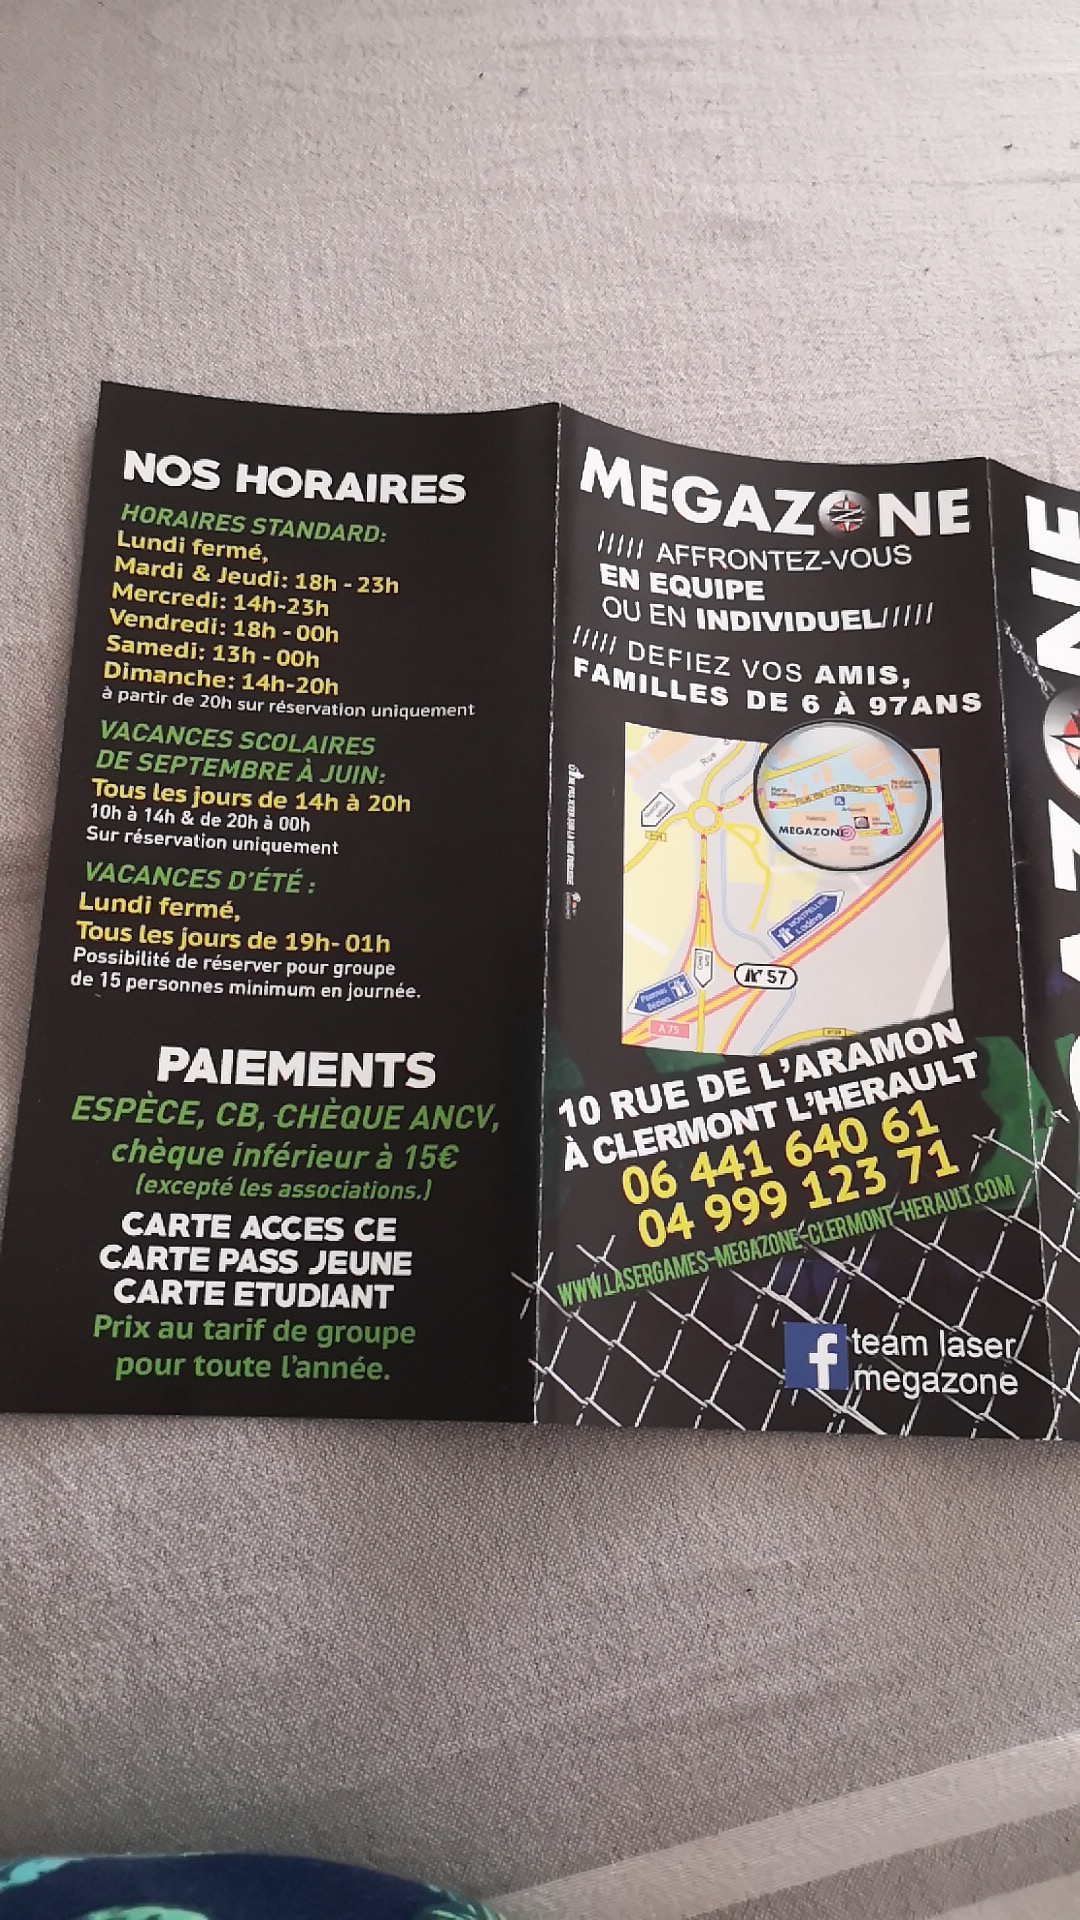 NOS HORAIRES
HORAIRES STANDARD:
Lundi fermé,
Mardi & Jeudi: 18h - 23h
Mercredi: 14h-23h
Vendredi: 18h - 00h
Samedi: 13h - 00h
Dimanche: 14h-20h
à partir de 20h sur réservation uniquement
VACANCES SCOLAIRES
DE SEPTEMBRE À JUIN:
Tous les jours de 14h à 20h
10h à 14h & de 20h à 00h
Sur réservation uniquement
VACANCES D'ÉTÉ :
Lundi fermé,
Tous les jours de 19h- 01h
Possibilité de réserver pour groupe
de 15 personnes minimum en journée.
PAIEMENTS
ESPÈCE, CB, CHÈQUE ANCV,
chèque inférieur à 15€
(excepté les associations.)
CARTE ACCES CE
CARTE PASS JEUNE
CARTE ETUDIANT
Prix au tarif de groupe
pour toute l'année.
MEGAZONE
///// AFFRONTEZ-VOUS
EN EQUIPE
OU EN INDIVIDUEL/////
///// DEFIEZ VOS AMIS,
FAMILLES DE 6 À 97ANS
Rue
MEGAZONE
MONTPELLIER
Lodève
57
Béziers
A75
10 RUE DE L'ARAMON
À CLERMONT L'HERAULT
06 441 640 61
04 999 123 71
WWW.LASERGAMES-MEGAZONE-CLERMONT-HERAULT.COM
f team laser
megazone